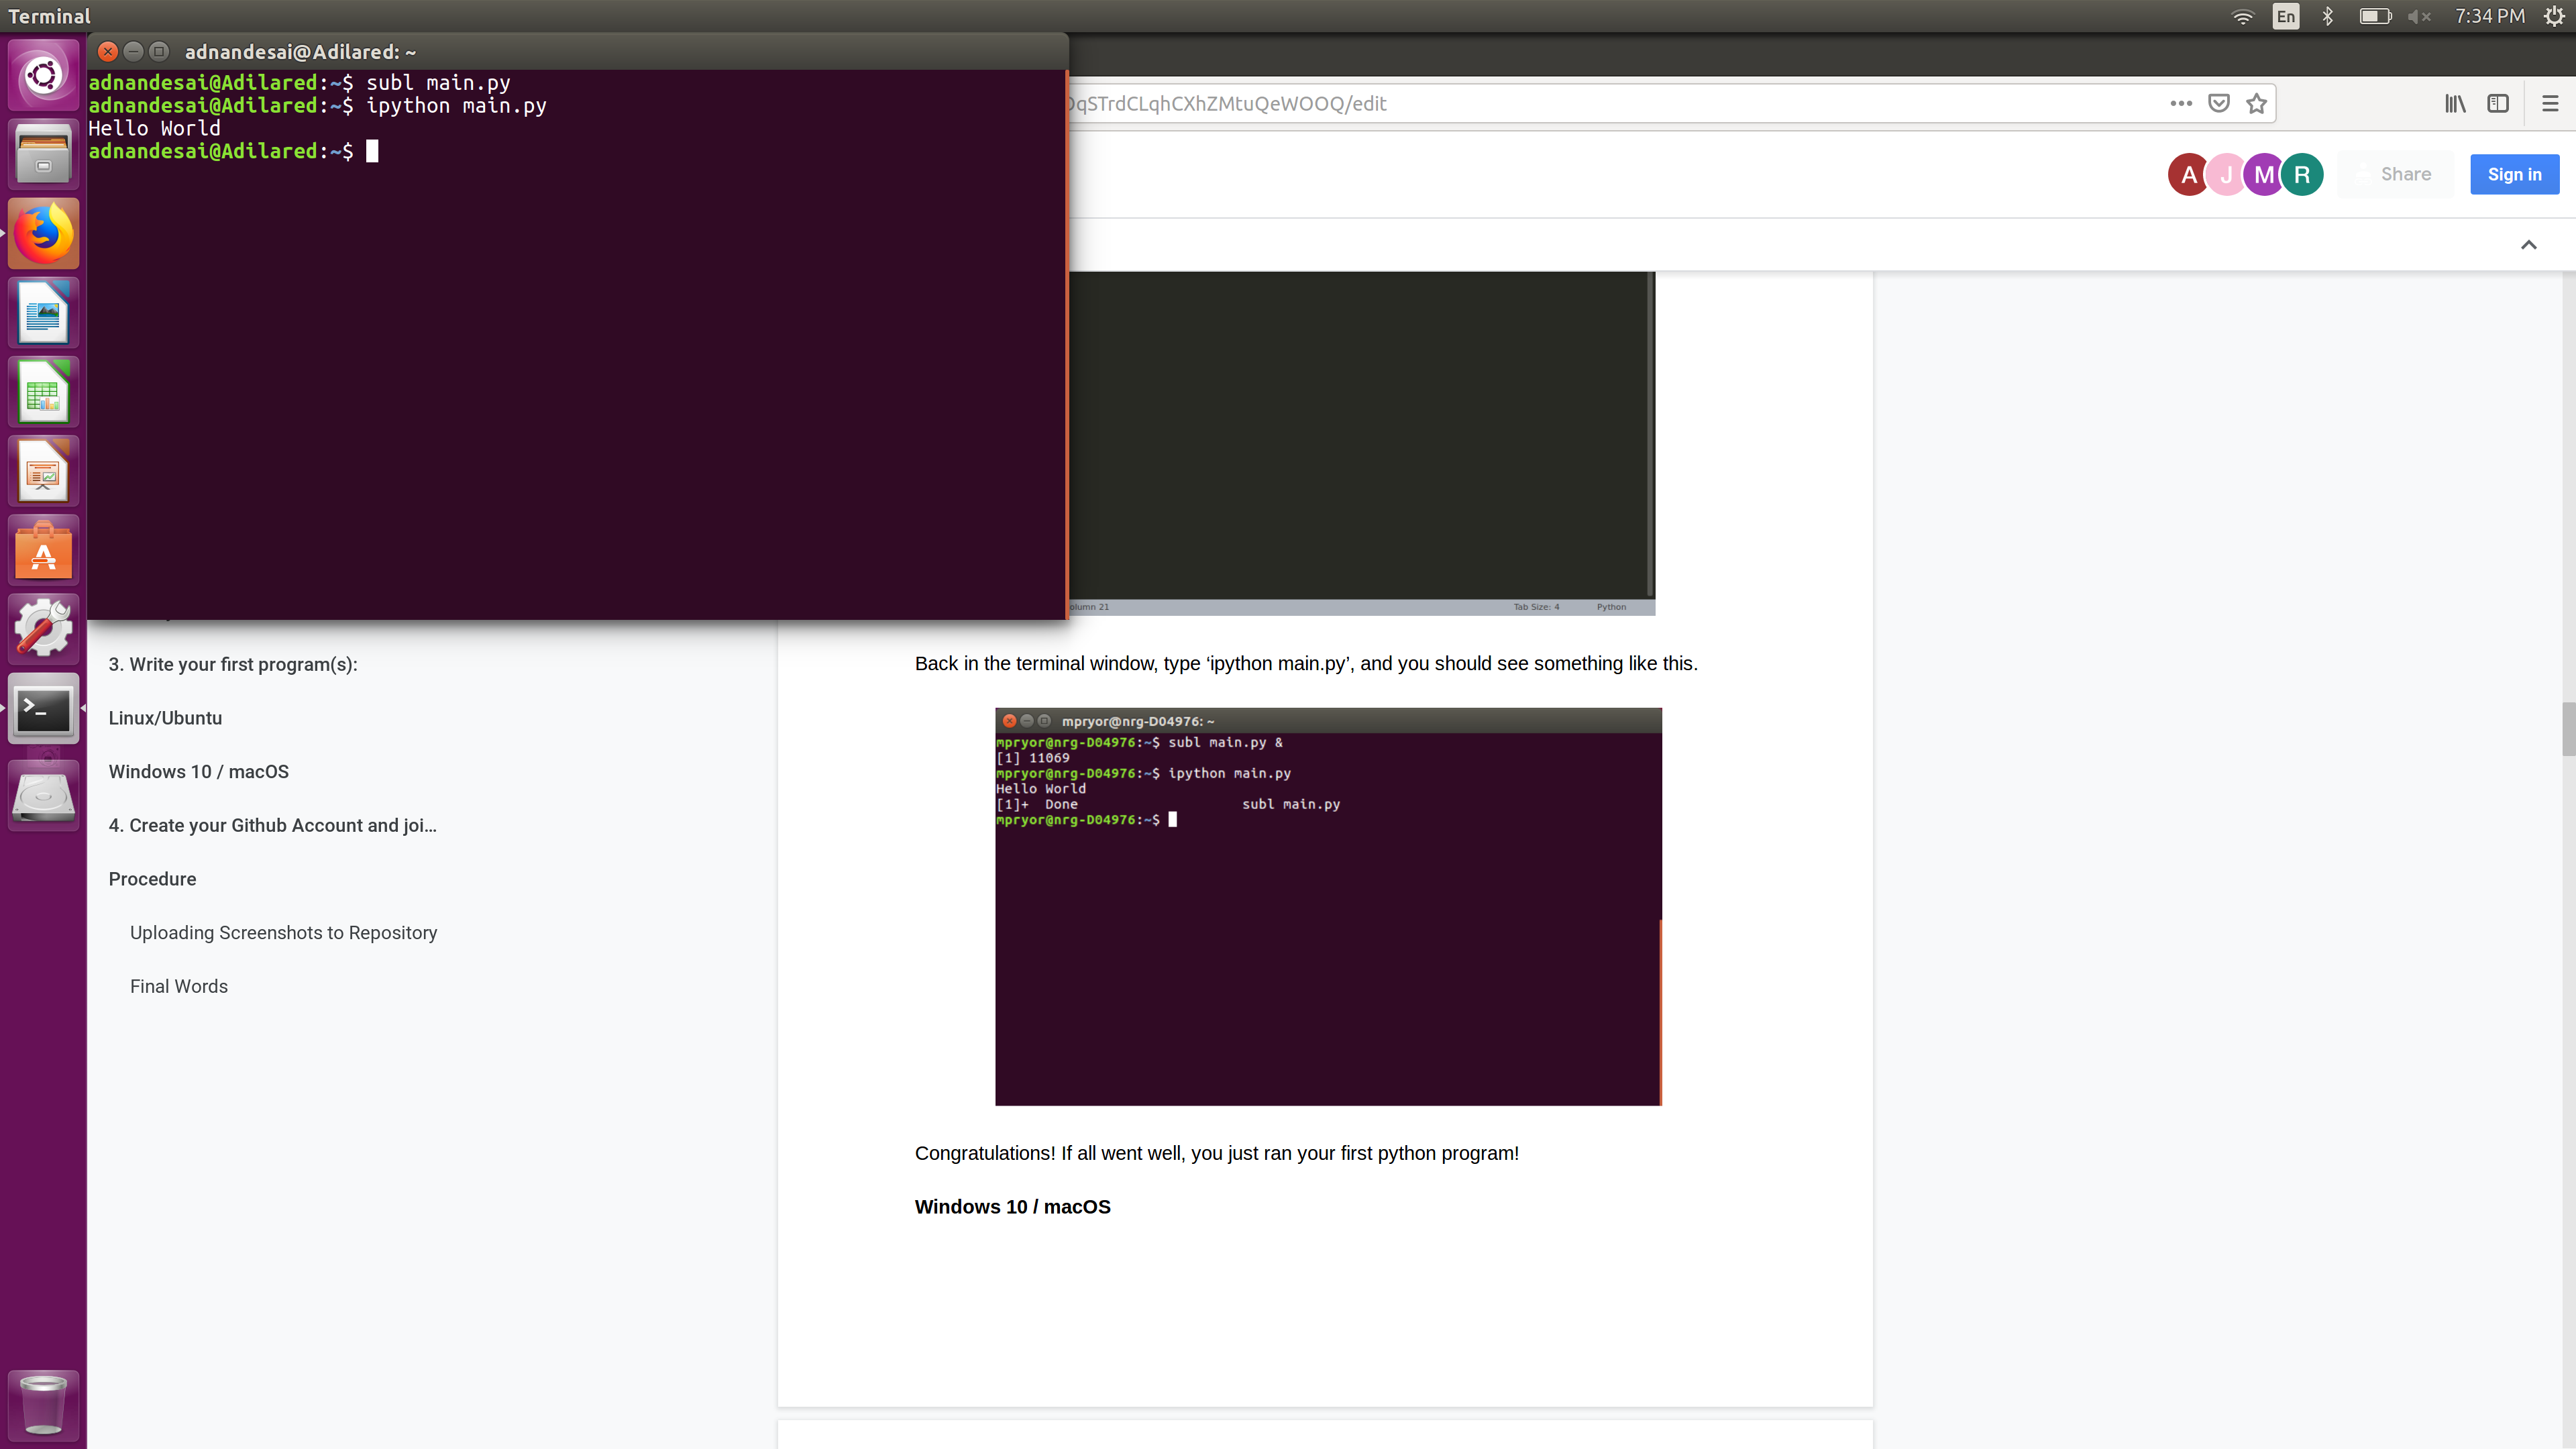 Terminal
En
7:34 PM
adnandesai@Adilared: ~
adnandesai@Adilared:~$ subl main.py
adnandesai@Adilared:~$ ipython main.py
Hello World
adnandesai@Adilared:~$
qSTrdCLqhCXhZMtuQeWOOQ/edit
A J M R
Share
Sign in
olumn 21
Tab Size: 4
Python
3. Write your first program(s):
Linux/Ubuntu
Windows 10 / macOS
4. Create your Github Account and joi...
Procedure
Uploading Screenshots to Repository
Final Words
Back in the terminal window, type ‘ipython main.py’, and you should see something like this.
mpryor@nrg-D04976: ~
mpryor@nrg-D04976:~$ subl main.py &
[1] 11069
mpryor@nrg-D04976:~$ ipython main.py
Hello World
[1]+  Done                    subl main.py
mpryor@nrg-D04976:~$
Congratulations! If all went well, you just ran your first python program!
Windows 10 / macOS